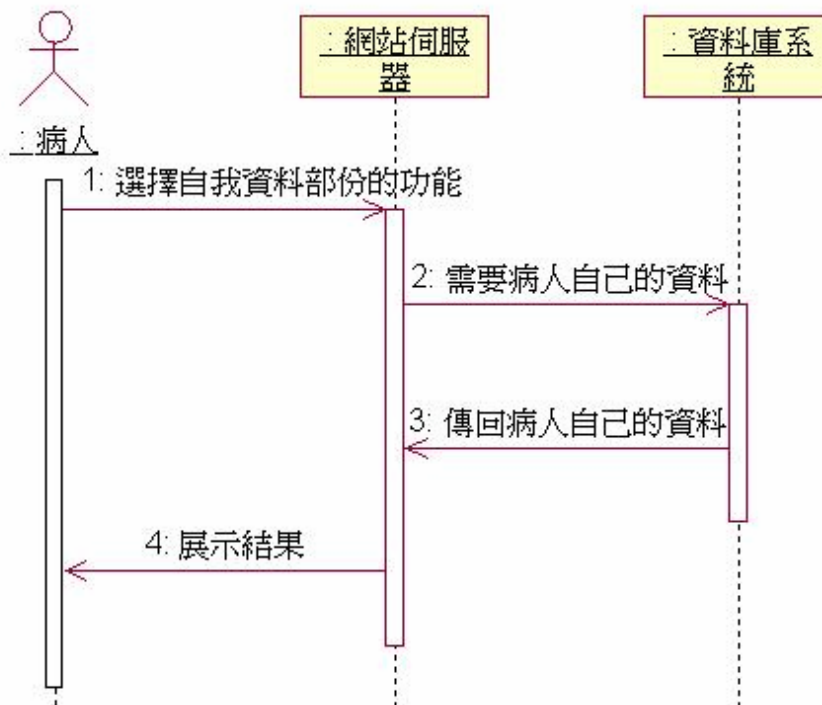 : 網站伺服
器
: 資料庫系
統
: 病人
1: 選擇自我資料部份的功能
2: 需要病人自己的資料
3: 傳回病人自己的資料
4: 展示結果